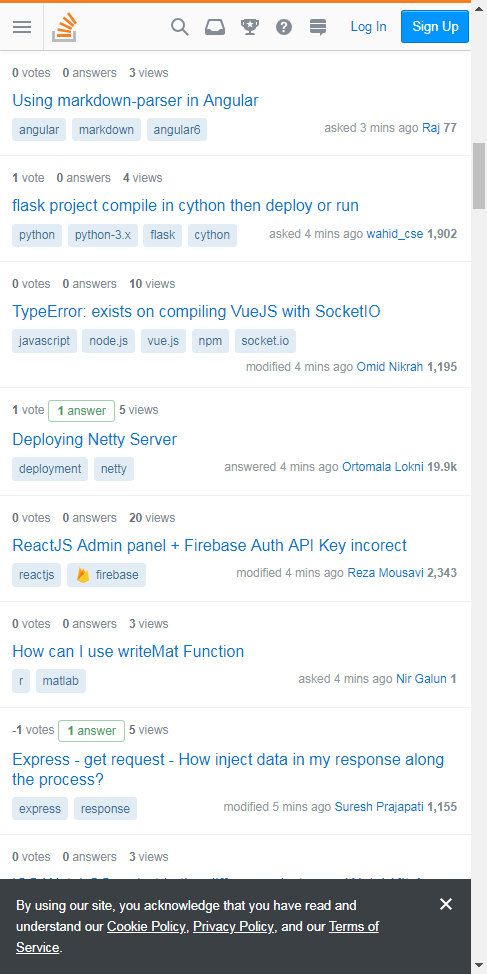 Log In Sign Up
0 votes 0 answers 3 views
Using markdown-parser in Angular
angular markdown angular6 asked 3 mins ago Raj 77
1 vote 0 answers 4 views
flask project compile in cython then deploy or run
python python-3.x flask cython asked 4 mins ago wahid_cse 1,902
0 votes 0 answers 10 views
TypeError: exists on compiling VueJS with SocketIO
javascript node.js vue.js npm socket.io
modified 4 mins ago Omid Nikrah 1,195
1 vote 1 answer 5 views
Deploying Netty Server
deployment netty answered 4 mins ago Ortomala Lokni 19.9k
0 votes 0 answers 20 views
ReactJS Admin panel + Firebase Auth API Key incorect
reactjs firebase modified 4 mins ago Reza Mousavi 2,343
0 votes 0 answers 3 views
How can I use writeMat Function
r matlab asked 4 mins ago Nir Galun 1
-1 votes 1 answer 5 views
Express - get request - How inject data in my response along
the process?
express response modified 5 mins ago Suresh Prajapati 1,155
0 votes 0 answers 3 views
By using our site, you acknowledge that you have read and
understand our Cookie Policy, Privacy Policy, and our Terms of
Service.